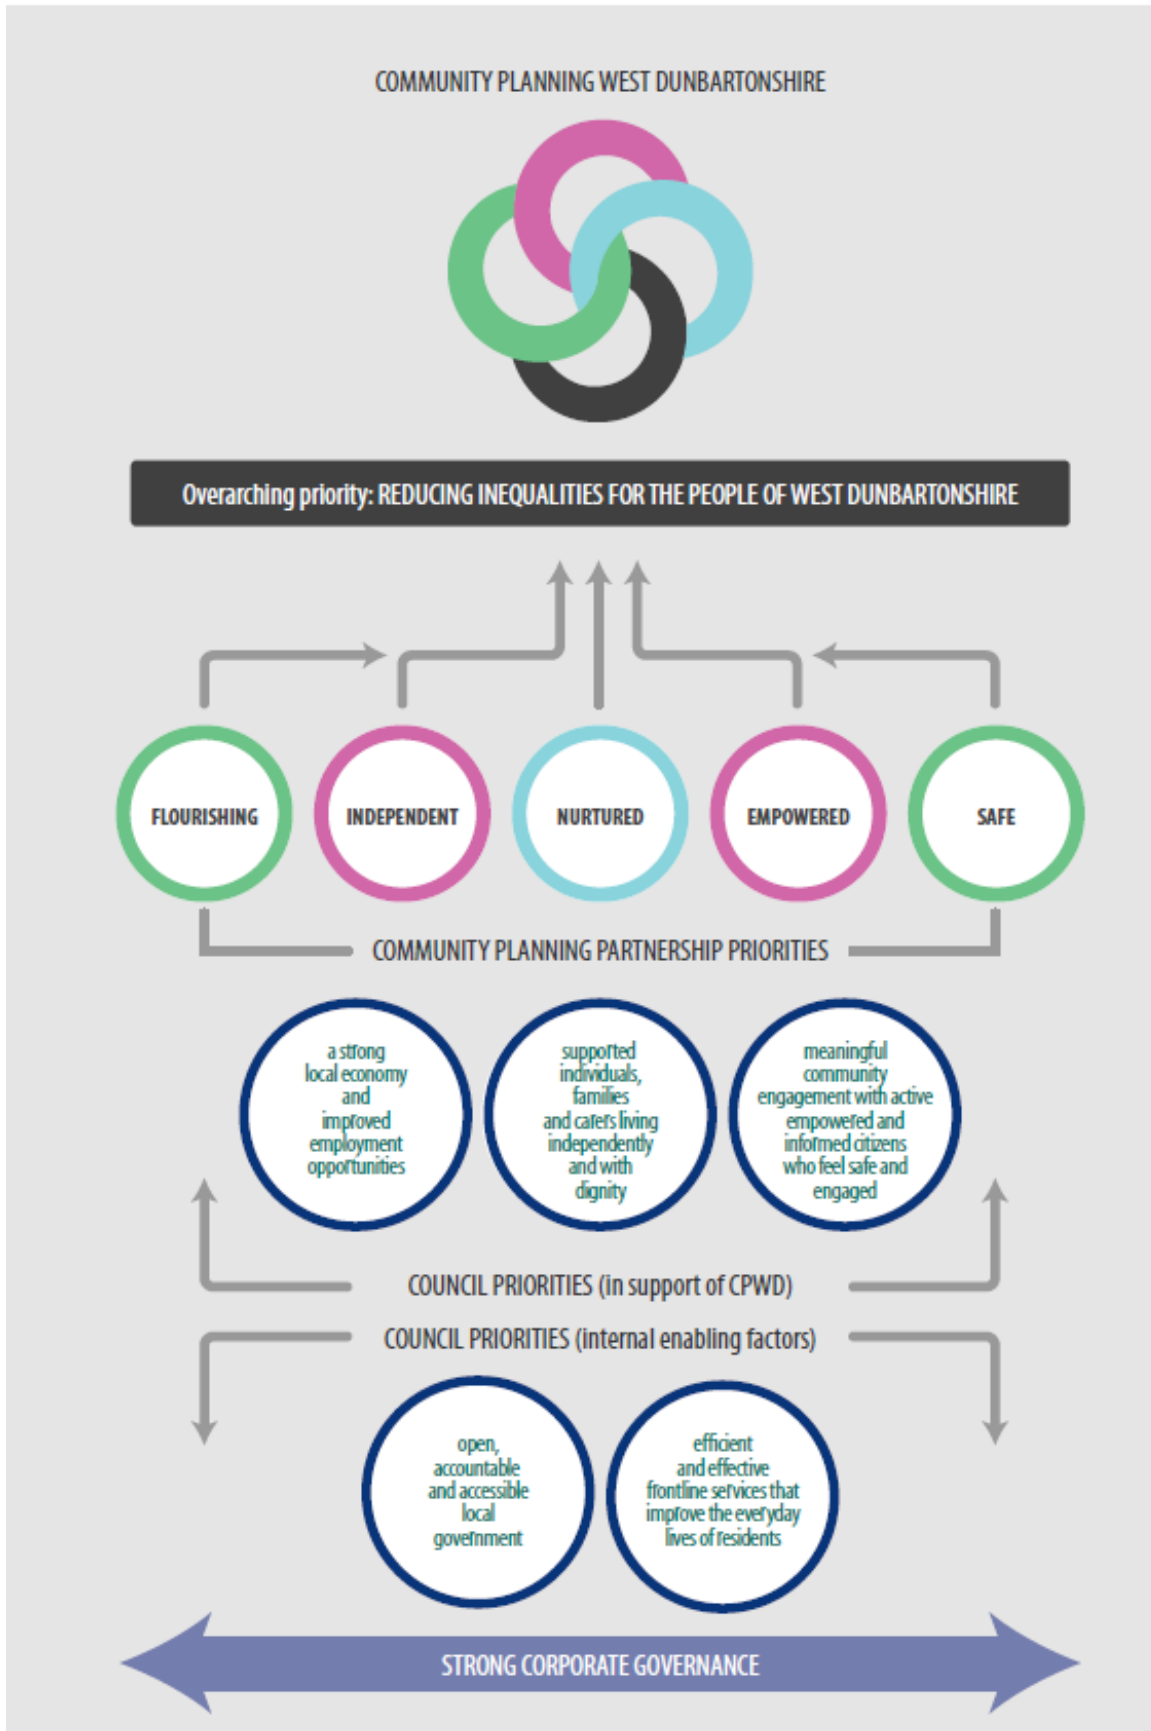 COMMUNITY PLANNING WEST DUNBARTONSHIRE
Overarching priority: REDUCING INEQUALITIES FOR THE PEOPLE OF WEST DUNBARTONSHIRE
FLOURISHING
INDEPENDENT
NURTURED
EMPOWERED
SAFE
COMMUNITY PLANNING PARTNERSHIP PRIORITIES
a strong
local economy
and
improved
employment
opportunities
supported
individuals,
families
and carers living
independently
and with
dignity
meaningful
community
engagement with active
empowered and
informed citizens
who feel safe and
engaged
COUNCIL PRIORITIES (in support of CPWD)
COUNCIL PRIORITIES (internal enabling factors)
open,
accountable
and accessible
local
government
efficient
and effective
frontline services that
improve the everyday
lives of residents
STRONG CORPORATE GOVERNANCE